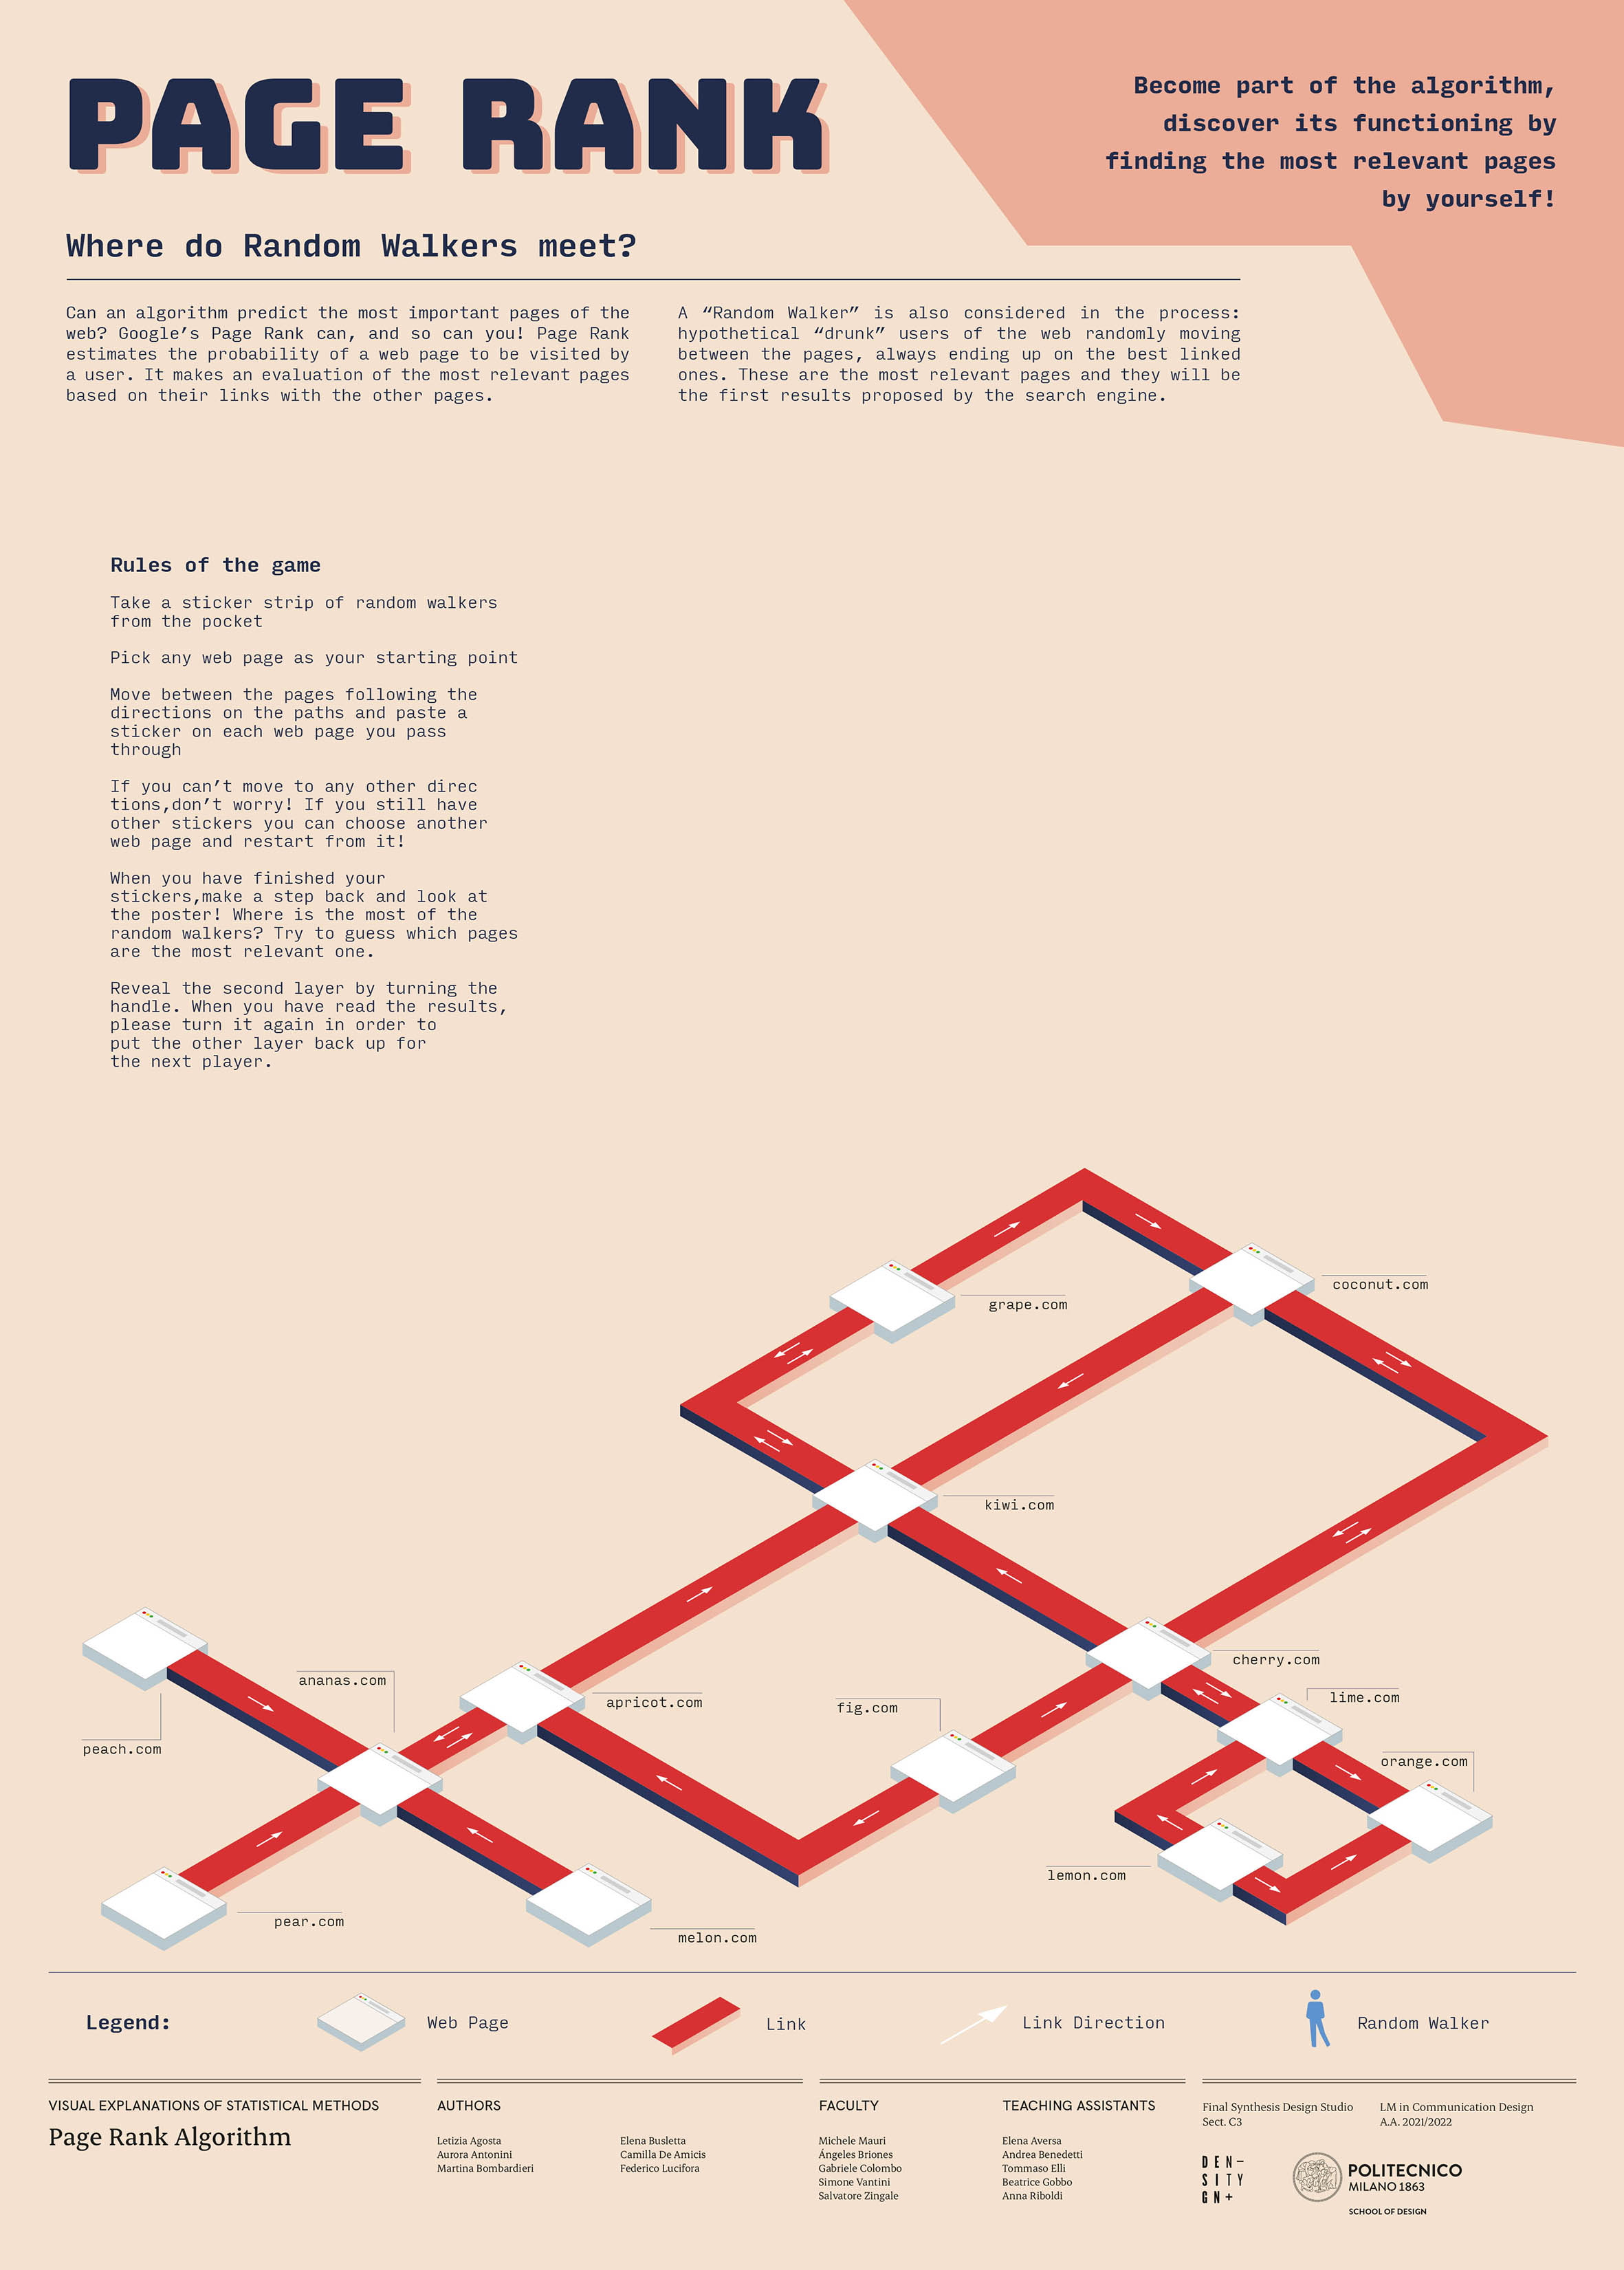 PAGE RANK
Become part of the algorithm,
discover its functioning by
finding the most relevant pages
by yourself!
Where do Random Walkers meet?
Can an algorithm predict the most important pages of the
web? Google’s Page Rank can, and so can you! Page Rank
estimates the probability of a web page to be visited by
a user. It makes an evaluation of the most relevant pages
based on their links with the other pages.
A “Random Walker” is also considered in the process:
hypothetical “drunk” users of the web randomly moving
between the pages, always ending up on the best linked
ones. These are the most relevant pages and they will be
the first results proposed by the search engine.
Rules of the game
Take a sticker strip of random walkers
from the pocket
Pick any web page as your starting point
Move between the pages following the
directions on the paths and paste a
sticker on each web page you pass
through
If you can’t move to any other direc
tions,don’t worry! If you still have
other stickers you can choose another
web page and restart from it!
When you have finished your
stickers,make a step back and look at
the poster! Where is the most of the
random walkers? Try to guess which pages
are the most relevant one.
Reveal the second layer by turning the
handle. When you have read the results,
please turn it again in order to
put the other layer back up for
the next player.
coconut.com
grape.com
kiwi.com
cherry.com
ananas.com
lime.com
apricot.com
fig.com
peach.com
orange.com
lemon.com
pear.com
melon.com
Legend:
Web Page
Link
Link Direction
Random Walker
VISUAL EXPLANATIONS OF STATISTICAL METHODS
Page Rank Algorithm
AUTHORS
Letizia Agosta
Aurora Antonini
Martina Bombardieri
Elena Busletta
Camilla De Amicis
Federico Lucifora
FACULTY
Michele Mauri
Ángeles Briones
Gabriele Colombo
Simone Vantini
Salvatore Zingale
TEACHING ASSISTANTS
Elena Aversa
Andrea Benedetti
Tommaso Elli
Beatrice Gobbo
Anna Riboldi
Final Synthesis Design Studio
Sect. C3
LM in Communication Design
A.A. 2021/2022
DEN–
SITY
GN+
POLITECNICO
MILANO 1863
SCHOOL OF DESIGN